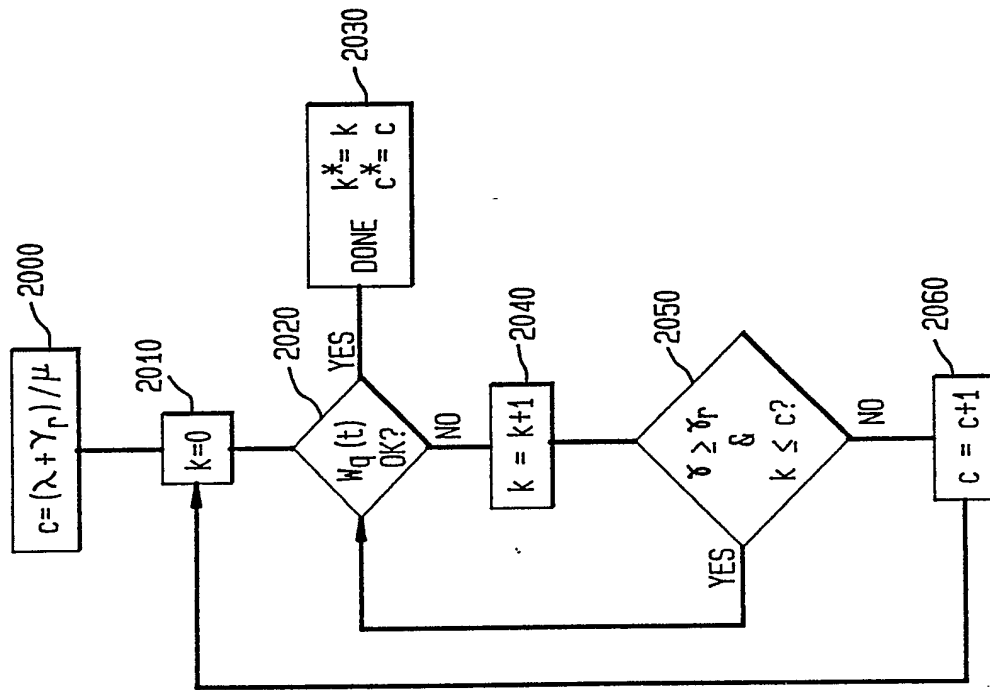 2000
c=(λ+γr)/μ
2010
k=0
2020
Wq(t)
OK?
YES
2030
DONE k*= k
c*= c
NO
2040
k = k+1
2050
γ ≥ γr
&
k ≤ c?
YES
NO
2060
c = c+1